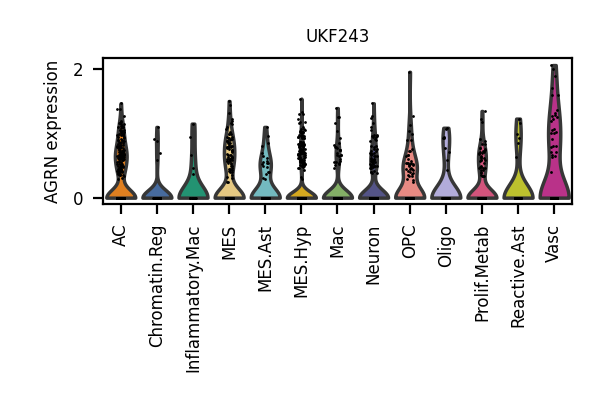 UKF243
AGRN expression
2
0
AC
Chromatin.Reg
Inflammatory.Mac
MES
MES.Ast
MES.Hyp
Mac
Neuron
OPC
Oligo
Prolif.Metab
Reactive.Ast
Vasc